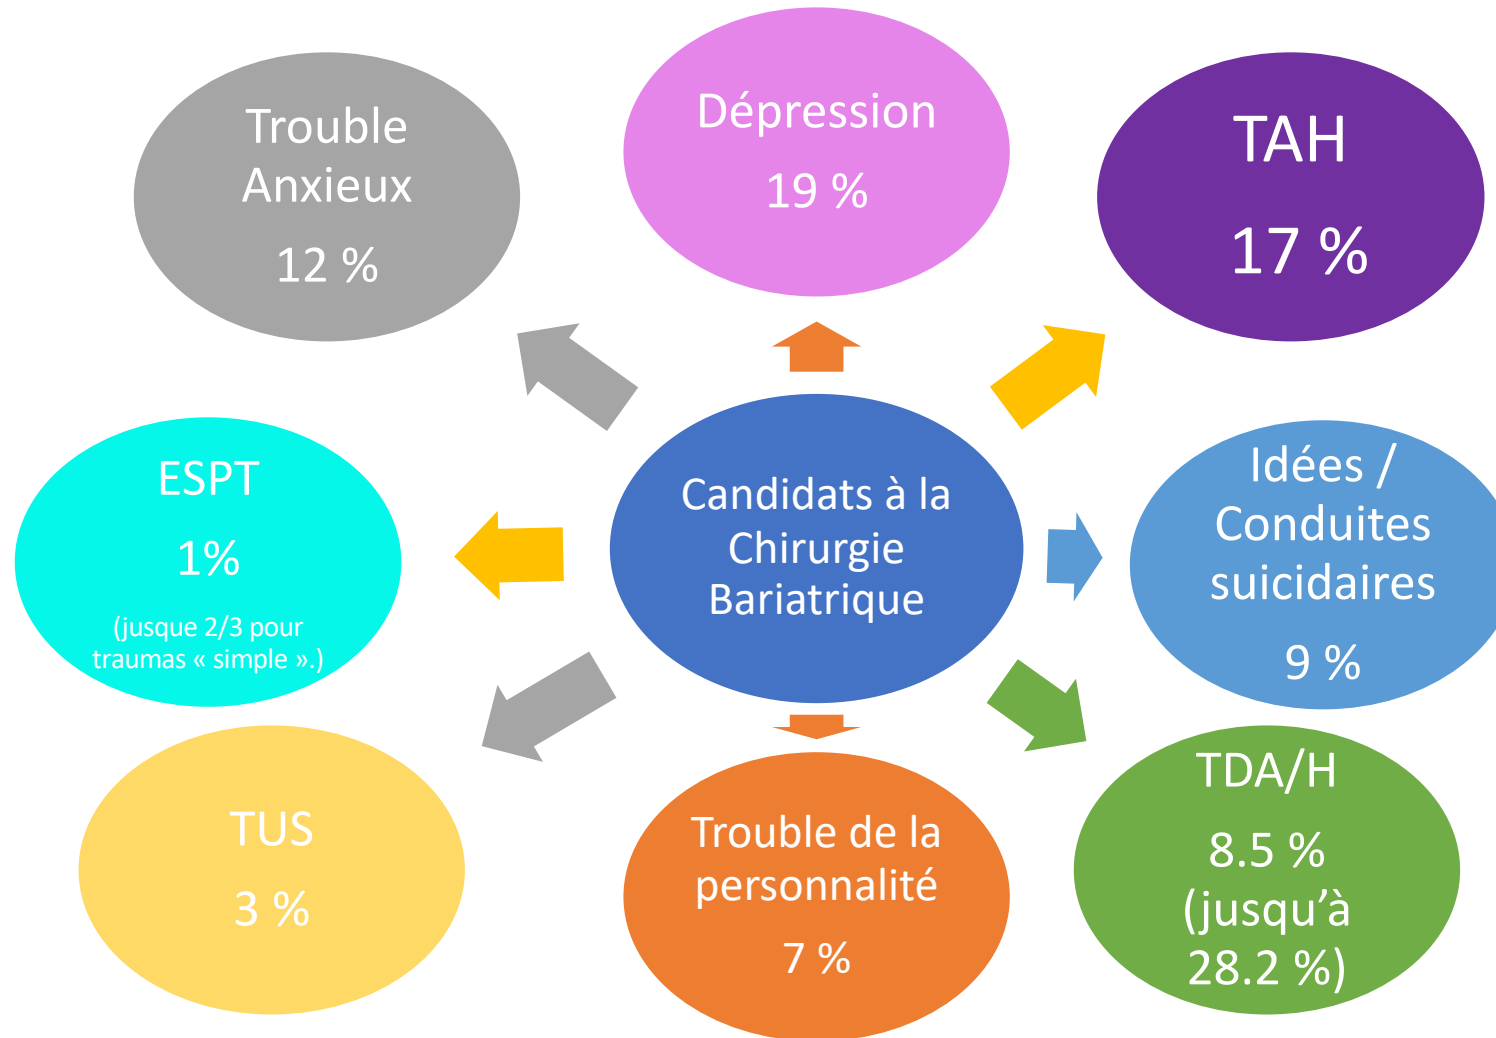 Trouble
Anxieux
12 %
Dépression
19 %
TAH
17 %
ESPT
1%
(jusque 2/3 pour
traumas « simple ».)
Candidats à la
Chirurgie
Bariatrique
Idées /
Conduites
suicidaires
9 %
TUS
3 %
Trouble de la
personnalité
7 %
TDA/H
8.5 %
(jusqu’à
28.2 %)